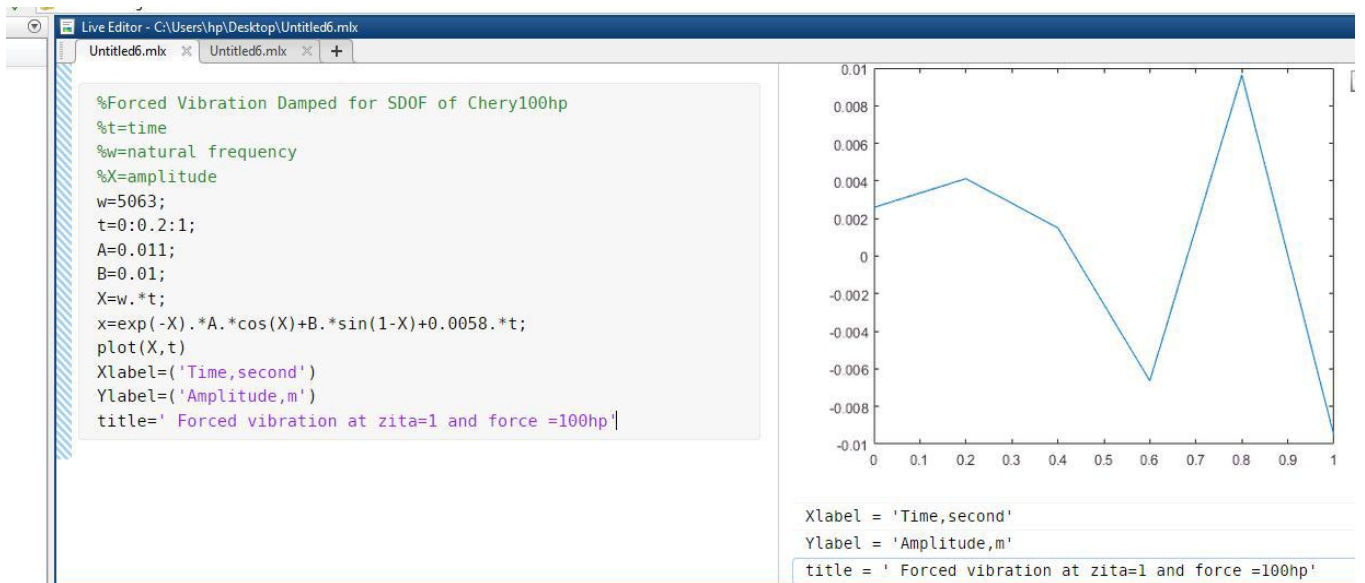 Live Editor - C:\Users\hp\Desktop\Untitled6.mlx
Untitled6.mlx × Untitled6.mlx × +
%Forced Vibration Damped for SDOF of Chery100hp
%t=time
%w=natural frequency
%X=amplitude
w=5063;
t=0:0.2:1;
A=0.011;
B=0.01;
X=w.*t;
x=exp(-X).*A.*cos(X)+B.*sin(1-X)+0.0058.*t;
plot(X,t)
Xlabel=('Time,second')
Ylabel=('Amplitude,m')
title=' Forced vibration at zita=1 and force =100hp'
0.01
0.008
0.006
0.004
0.002
0
-0.002
-0.004
-0.006
-0.008
-0.01
0 0.1 0.2 0.3 0.4 0.5 0.6 0.7 0.8 0.9 1
Xlabel = 'Time,second'
Ylabel = 'Amplitude,m'
title = ' Forced vibration at zita=1 and force =100hp'